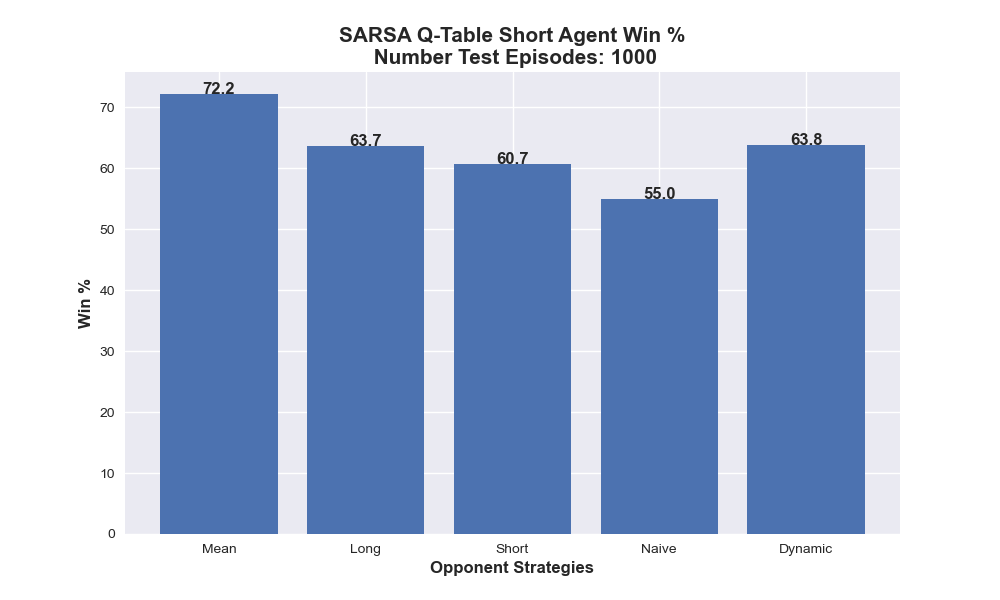 SARSA Q-Table Short Agent Win %
Number Test Episodes: 1000
72.2
63.7
60.7
55.0
63.8
70
60
50
40
30
20
10
0
Win %
Mean
Long
Short
Naive
Dynamic
Opponent Strategies